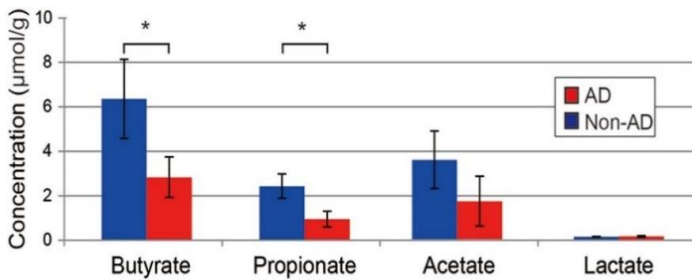 Concentration (µmol/g)
10
8
6
4
2
0
*
*
AD
Non-AD
Butyrate
Propionate
Acetate
Lactate